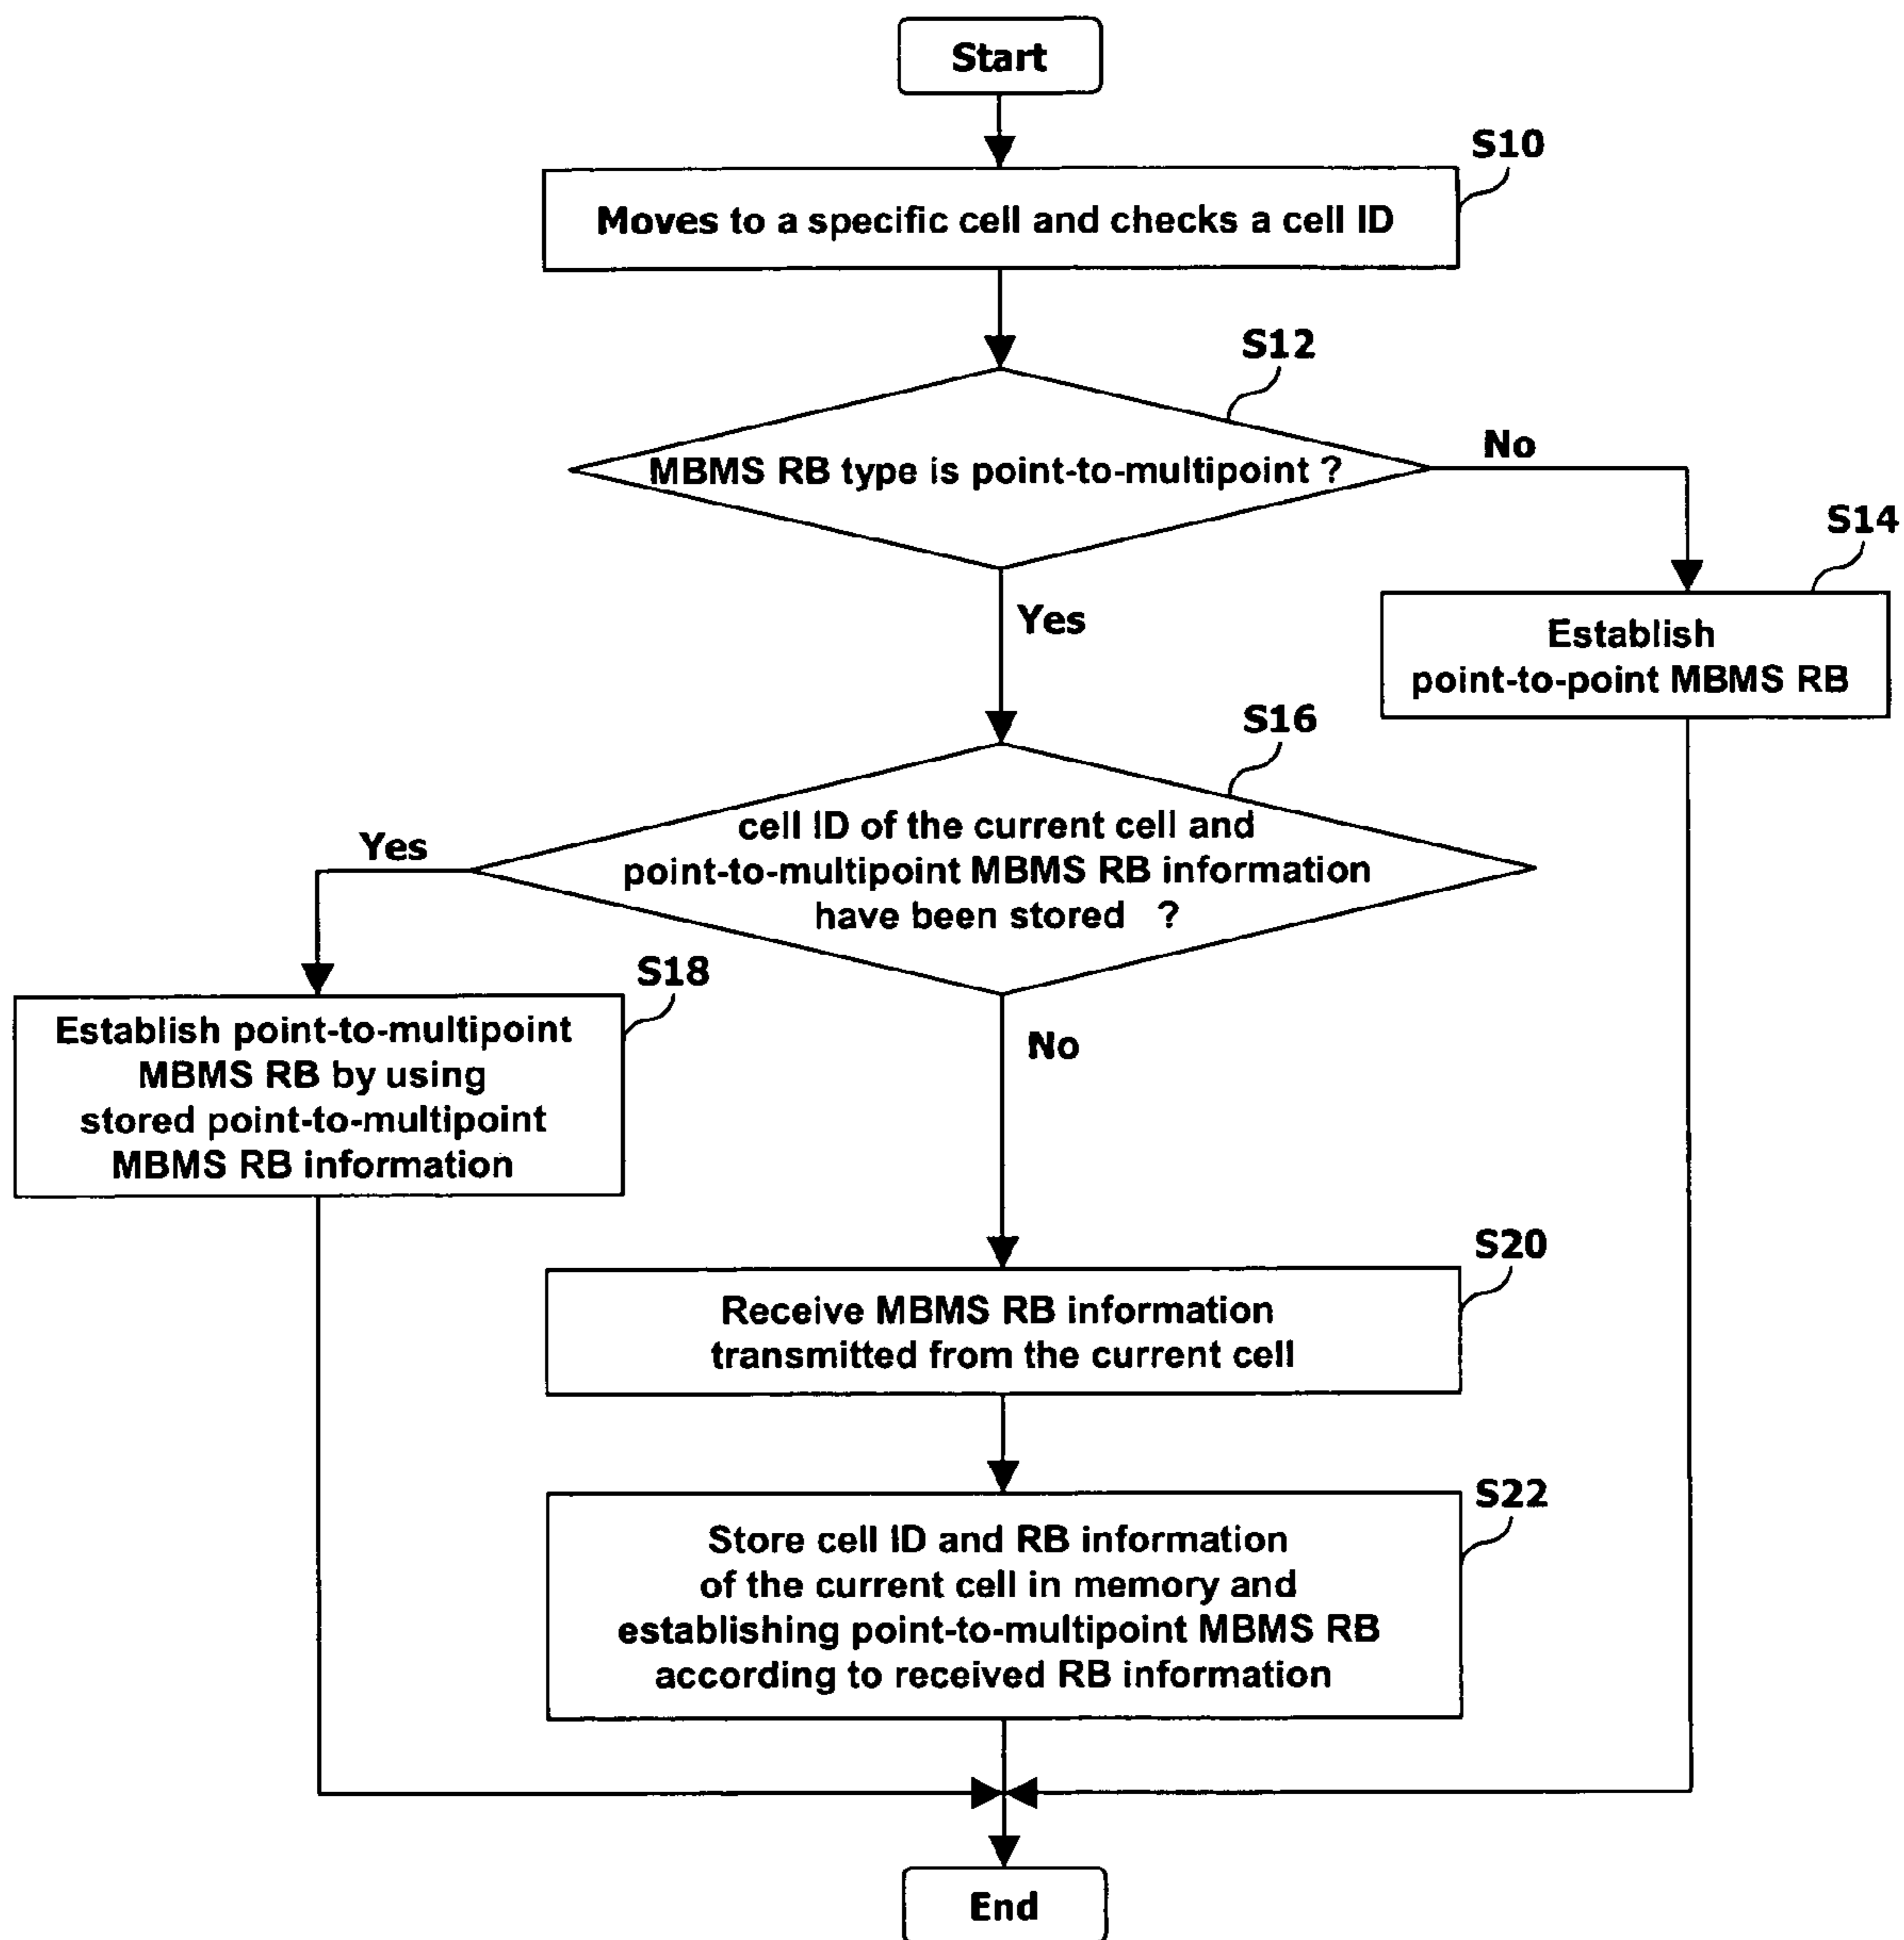 Start
S10
Moves to a specific cell and checks a cell ID
S12
MBMS RB type is point-to-multipoint ?
No
S14
Establish
point-to-point MBMS RB
Yes
S16
cell ID of the current cell and
point-to-multipoint MBMS RB information
have been stored ?
Yes
S18
Establish point-to-multipoint
MBMS RB by using
stored point-to-multipoint
MBMS RB information
No
S20
Receive MBMS RB information
transmitted from the current cell
S22
Store cell ID and RB information
of the current cell in memory and
establishing point-to-multipoint MBMS RB
according to received RB information
End